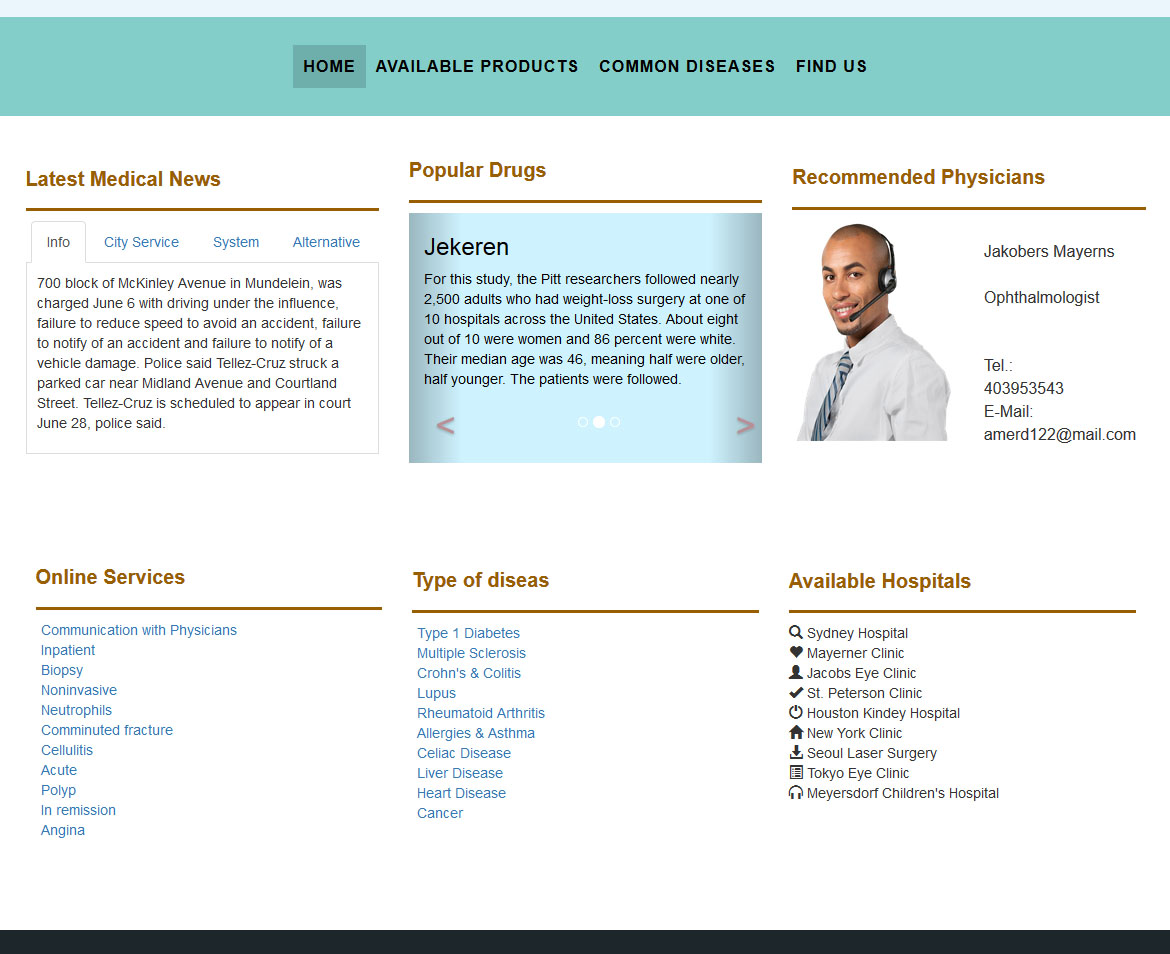 HOME AVAILABLE PRODUCTS COMMON DISEASES FIND US
Latest Medical News
Info City Service System Alternative
700 block of McKinley Avenue in Mundelein, was
charged June 6 with driving under the influence,
failure to reduce speed to avoid an accident, failure
to notify of an accident and failure to notify of a
vehicle damage. Police said Tellez-Cruz struck a
parked car near Midland Avenue and Courtland
Street. Tellez-Cruz is scheduled to appear in court
June 28, police said.
Popular Drugs
Jekeren
For this study, the Pitt researchers followed nearly
2,500 adults who had weight-loss surgery at one of
10 hospitals across the United States. About eight
out of 10 were women and 86 percent were white.
Their median age was 46, meaning half were older,
half younger. The patients were followed.
< >
Recommended Physicians
Jakobers Mayerns
Ophthalmologist
Tel.:
403953543
E-Mail:
amerd122@mail.com
Online Services
Communication with Physicians
Inpatient
Biopsy
Noninvasive
Neutrophils
Comminuted fracture
Cellulitis
Acute
Polyp
In remission
Angina
Type of diseas
Type 1 Diabetes
Multiple Sclerosis
Crohn's & Colitis
Lupus
Rheumatoid Arthritis
Allergies & Asthma
Celiac Disease
Liver Disease
Heart Disease
Cancer
Available Hospitals
Sydney Hospital
Mayerner Clinic
Jacobs Eye Clinic
St. Peterson Clinic
Houston Kindey Hospital
New York Clinic
Seoul Laser Surgery
Tokyo Eye Clinic
Meyersdorf Children's Hospital